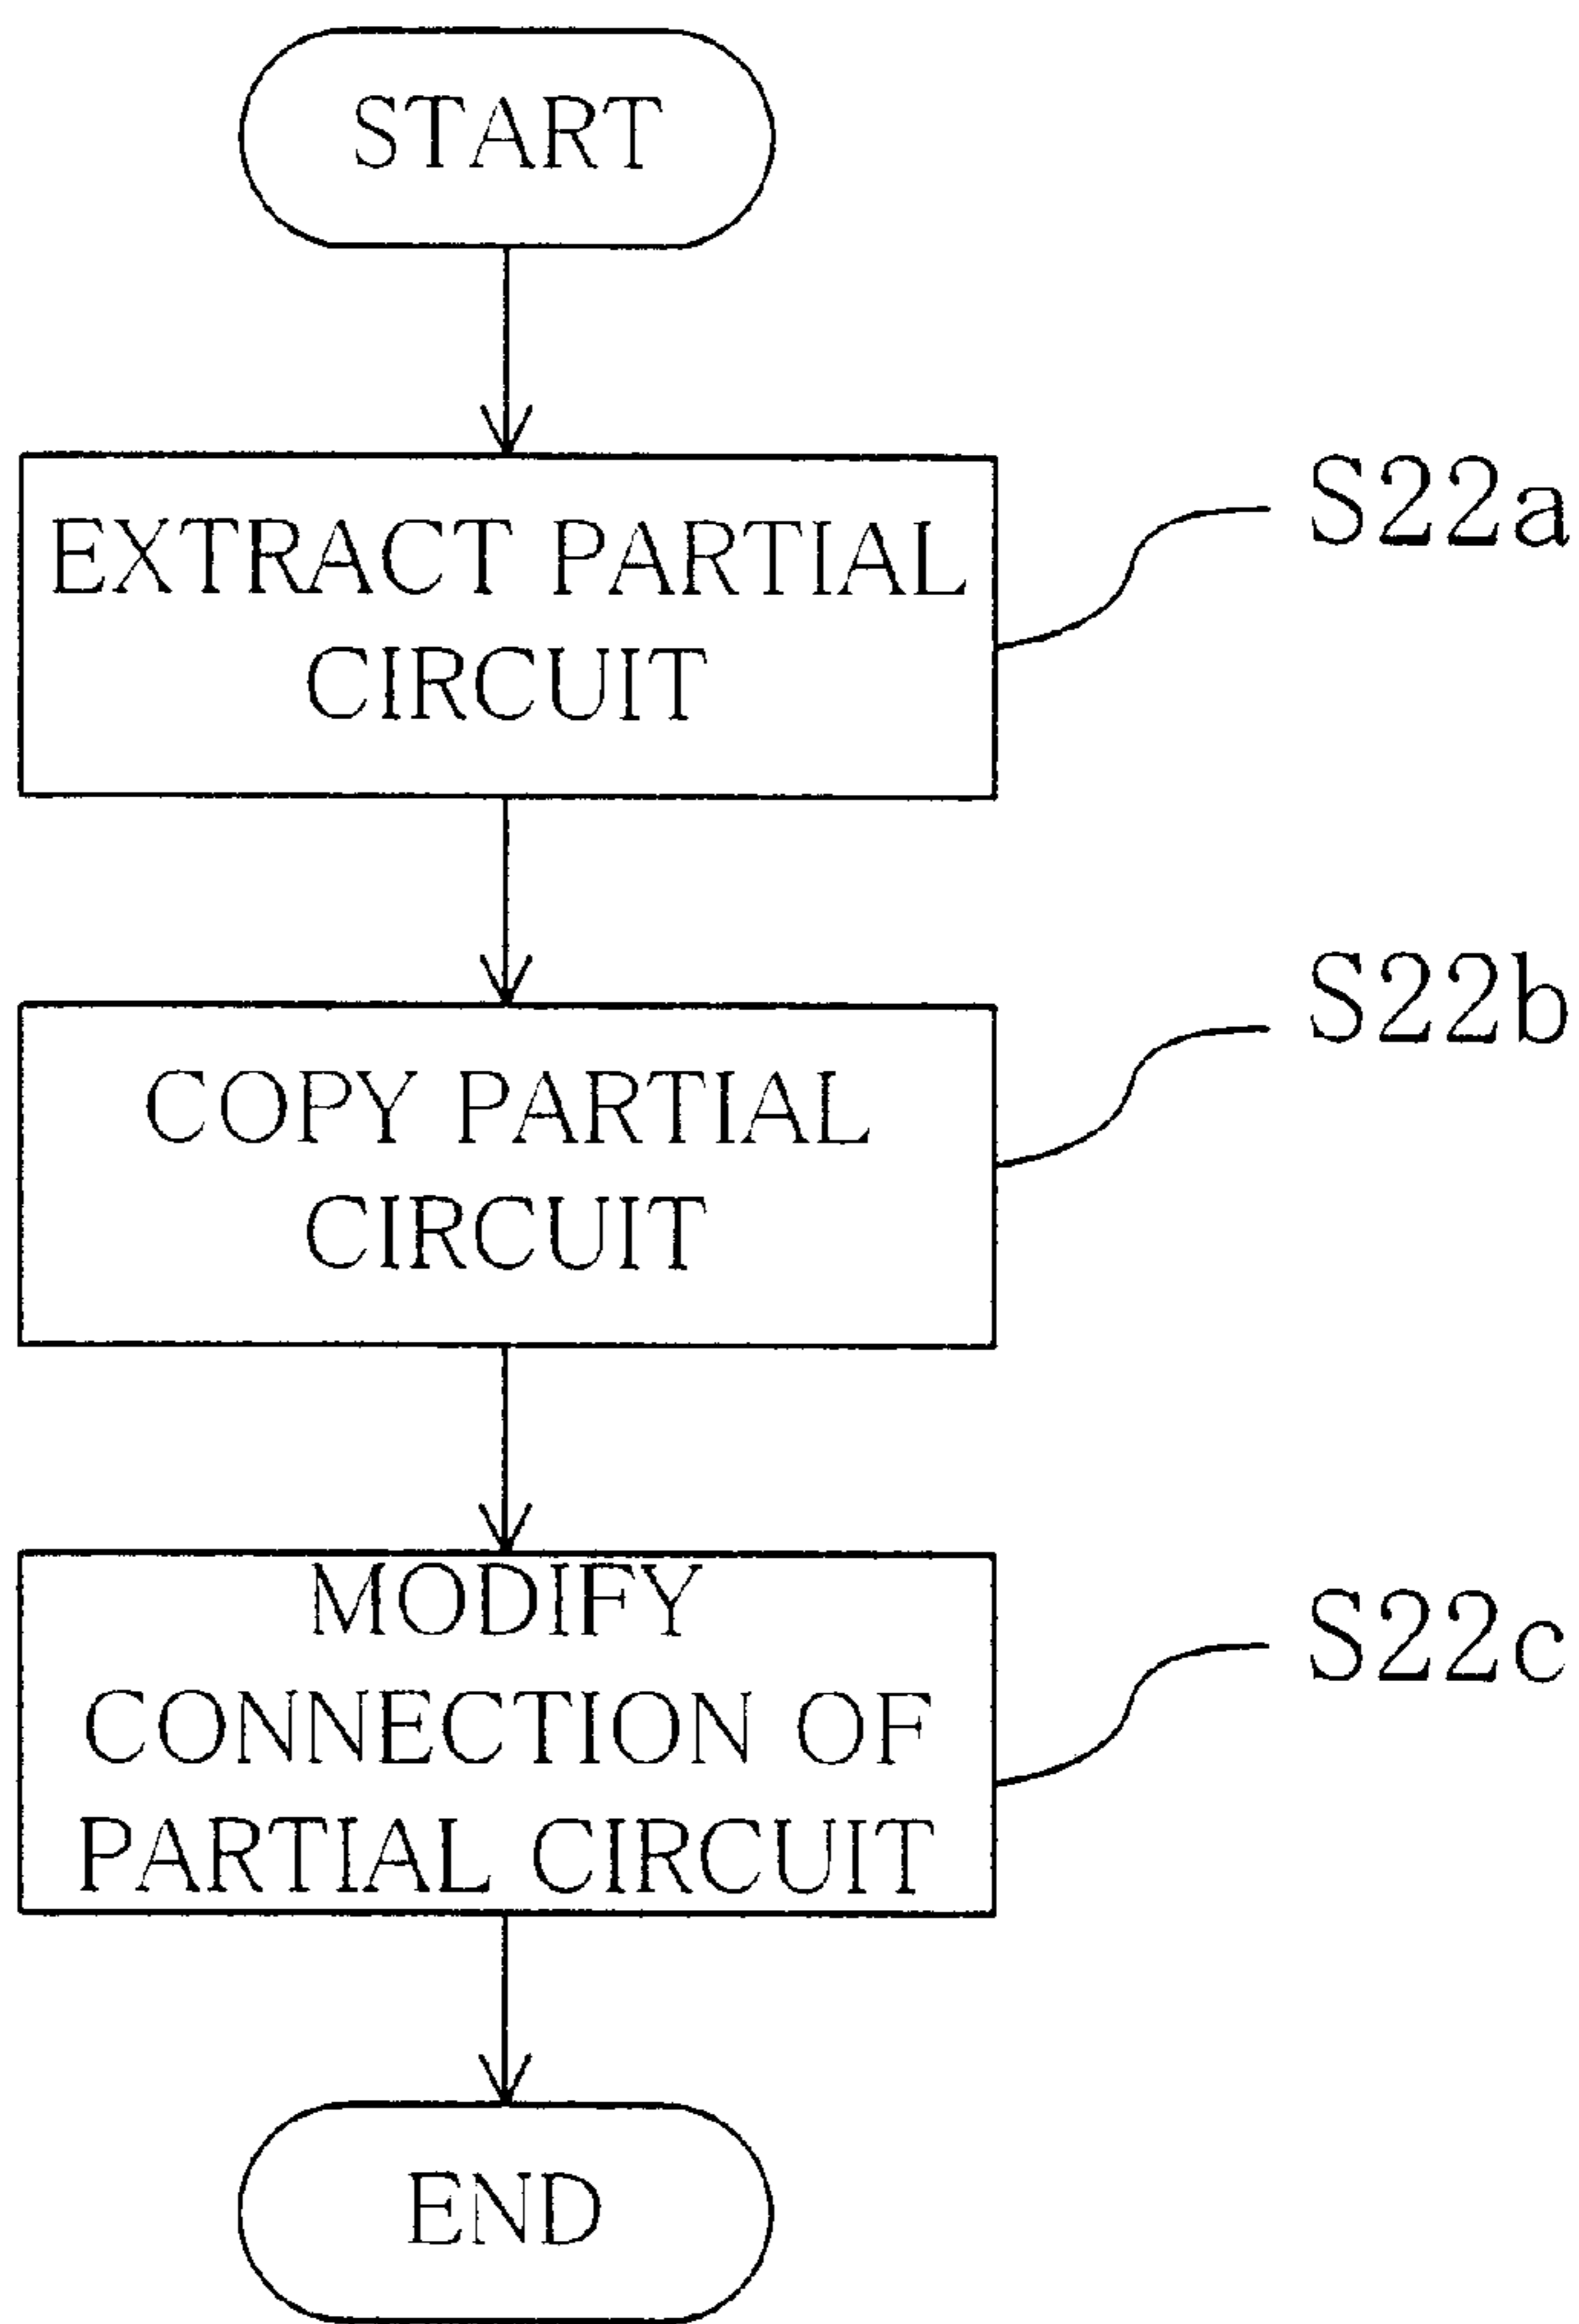 START
EXTRACT PARTIAL
CIRCUIT
S22a
COPY PARTIAL
CIRCUIT
S22b
MODIFY
CONNECTION OF
PARTIAL CIRCUIT
S22c
END